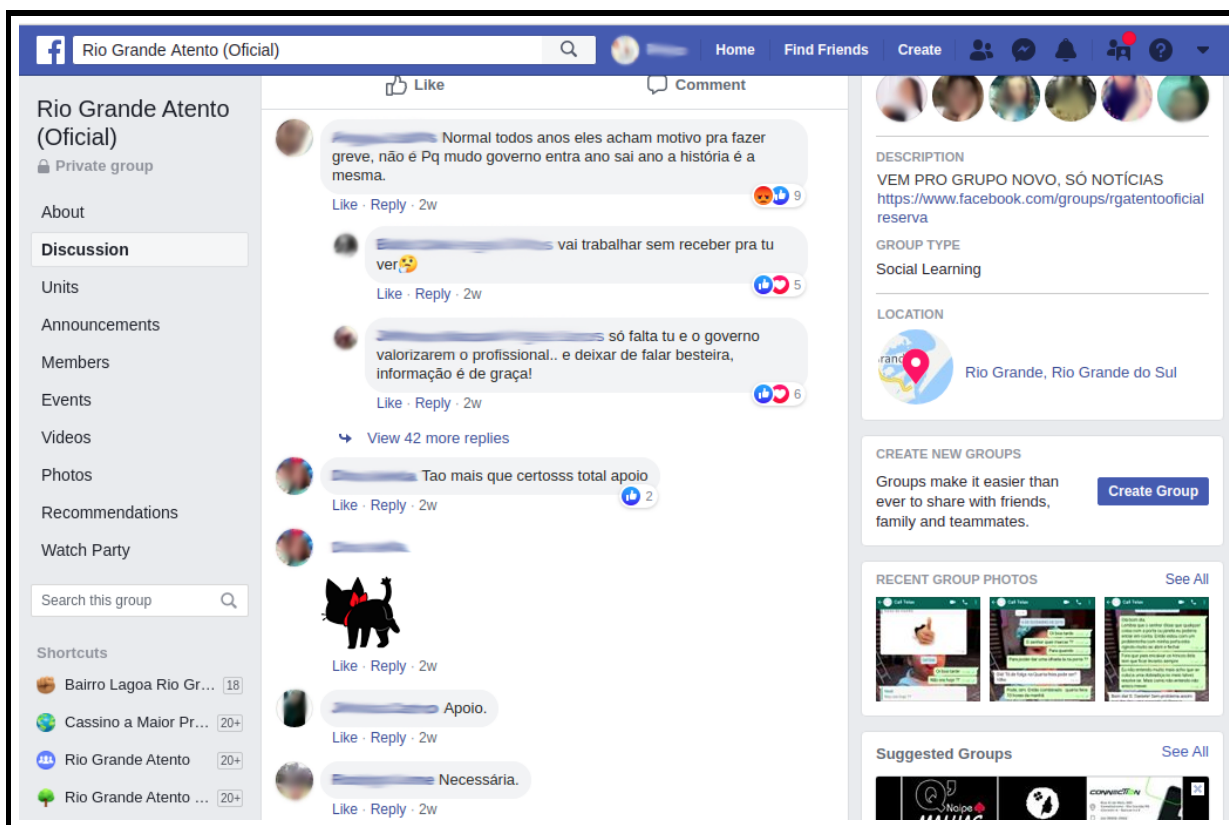 Rio Grande Atento (Oficial)
Home
Find Friends
Create
Rio Grande Atento
(Oficial)
Private group
About
Discussion
Units
Announcements
Members
Events
Videos
Photos
Recommendations
Watch Party
Search this group
Shortcuts
Bairro Lagoa Rio Gr... 18
Cassino a Maior Pr... 20+
Rio Grande Atento 20+
Rio Grande Atento ... 20+
Like
Comment
Normal todos anos eles acham motivo pra fazer
greve, não é Pq mudo governo entra ano sai ano a história é a
mesma.
9
Like · Reply · 2w
vai trabalhar sem receber pra tu
ver
5
Like · Reply · 2w
só falta tu e o governo
valorizarem o profissional.. e deixar de falar besteira,
informação é de graça!
6
Like · Reply · 2w
View 42 more replies
Tao mais que certosss total apoio
2
Like · Reply · 2w
Like · Reply · 2w
Apoio.
Like · Reply · 2w
Necessária.
Like · Reply · 2w
DESCRIPTION
VEM PRO GRUPO NOVO, SÓ NOTÍCIAS
https://www.facebook.com/groups/rgatentooficial
reserva
GROUP TYPE
Social Learning
LOCATION
Rio Grande, Rio Grande do Sul
CREATE NEW GROUPS
Groups make it easier than
ever to share with friends,
family and teammates.
Create Group
RECENT GROUP PHOTOS
See All
Suggested Groups
See All
Noipe
CONNECTION